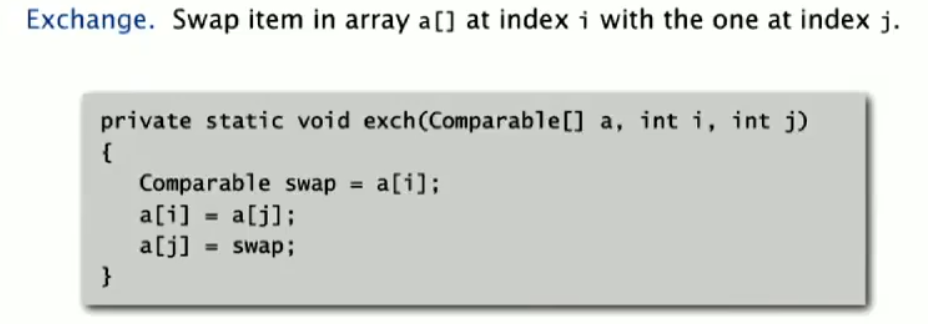 Exchange. Swap item in array a[] at index i with the one at index j.
private static void exch(Comparable[] a, int i, int j)
{
Comparable swap = a[i];
a[i] = a[j];
a[j] = swap;
}